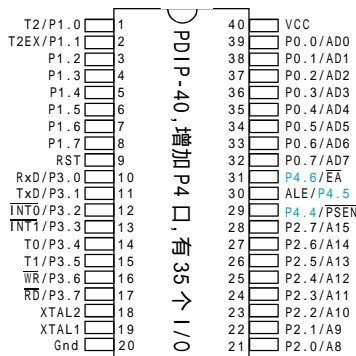 T2/P1.0 1
T2EX/P1.1 2
P1.2 3
P1.3 4
P1.4 5
P1.5 6
P1.6 7
P1.7 8
RST 9
RxD/P3.0 10
TxD/P3.1 11
INT0/P3.2 12
INT1/P3.3 13
T0/P3.4 14
T1/P3.5 15
WR/P3.6 16
RD/P3.7 17
XTAL2 18
XTAL1 19
Gnd 20
PDIP-40,增加P4口,有35个I/O
40 VCC
39 P0.0/AD0
38 P0.1/AD1
37 P0.2/AD2
36 P0.3/AD3
35 P0.4/AD4
34 P0.5/AD5
33 P0.6/AD6
32 P0.7/AD7
31 P4.6/EA
30 ALE/P4.5
29 P4.4/PSEN
28 P2.7/A15
27 P2.6/A14
26 P2.5/A13
25 P2.4/A12
24 P2.3/A11
23 P2.2/A10
22 P2.1/A9
21 P2.0/A8